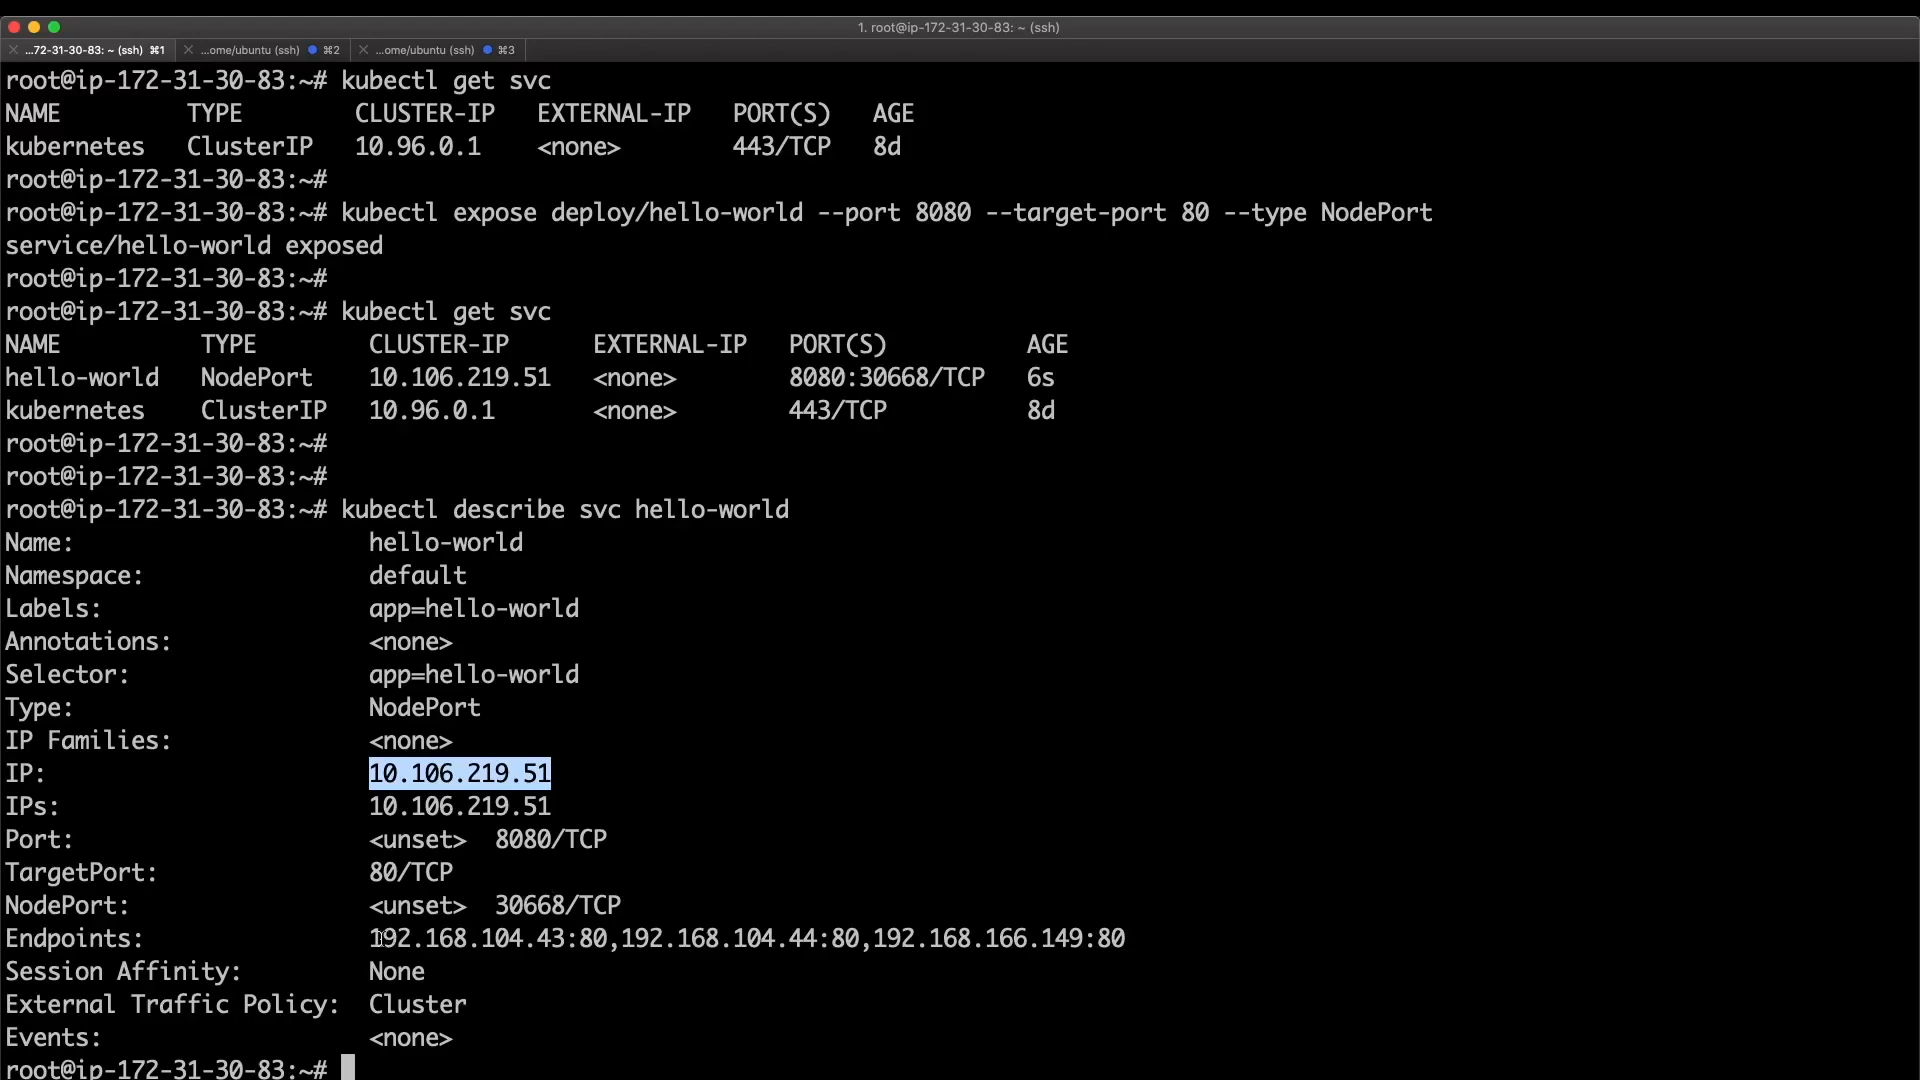 1. root@ip-172-31-30-83: ~ (ssh)
...72-31-30-83: ~ (ssh) ⌘1 ...ome/ubuntu (ssh) ⌘2 ...ome/ubuntu (ssh) ⌘3
root@ip-172-31-30-83:~# kubectl get svc
NAME         TYPE        CLUSTER-IP   EXTERNAL-IP   PORT(S)   AGE
kubernetes   ClusterIP   10.96.0.1    <none>        443/TCP   8d
root@ip-172-31-30-83:~#
root@ip-172-31-30-83:~# kubectl expose deploy/hello-world --port 8080 --target-port 80 --type NodePort
service/hello-world exposed
root@ip-172-31-30-83:~#
root@ip-172-31-30-83:~# kubectl get svc
NAME          TYPE        CLUSTER-IP      EXTERNAL-IP   PORT(S)          AGE
hello-world   NodePort    10.106.219.51   <none>        8080:30668/TCP   6s
kubernetes    ClusterIP   10.96.0.1       <none>        443/TCP          8d
root@ip-172-31-30-83:~#
root@ip-172-31-30-83:~#
root@ip-172-31-30-83:~# kubectl describe svc hello-world
Name:                     hello-world
Namespace:                default
Labels:                   app=hello-world
Annotations:              <none>
Selector:                 app=hello-world
Type:                     NodePort
IP Families:              <none>
IP:                       10.106.219.51
IPs:                      10.106.219.51
Port:                     <unset>  8080/TCP
TargetPort:               80/TCP
NodePort:                 <unset>  30668/TCP
Endpoints:                192.168.104.43:80,192.168.104.44:80,192.168.166.149:80
Session Affinity:         None
External Traffic Policy:  Cluster
Events:                   <none>
root@ip-172-31-30-83:~#